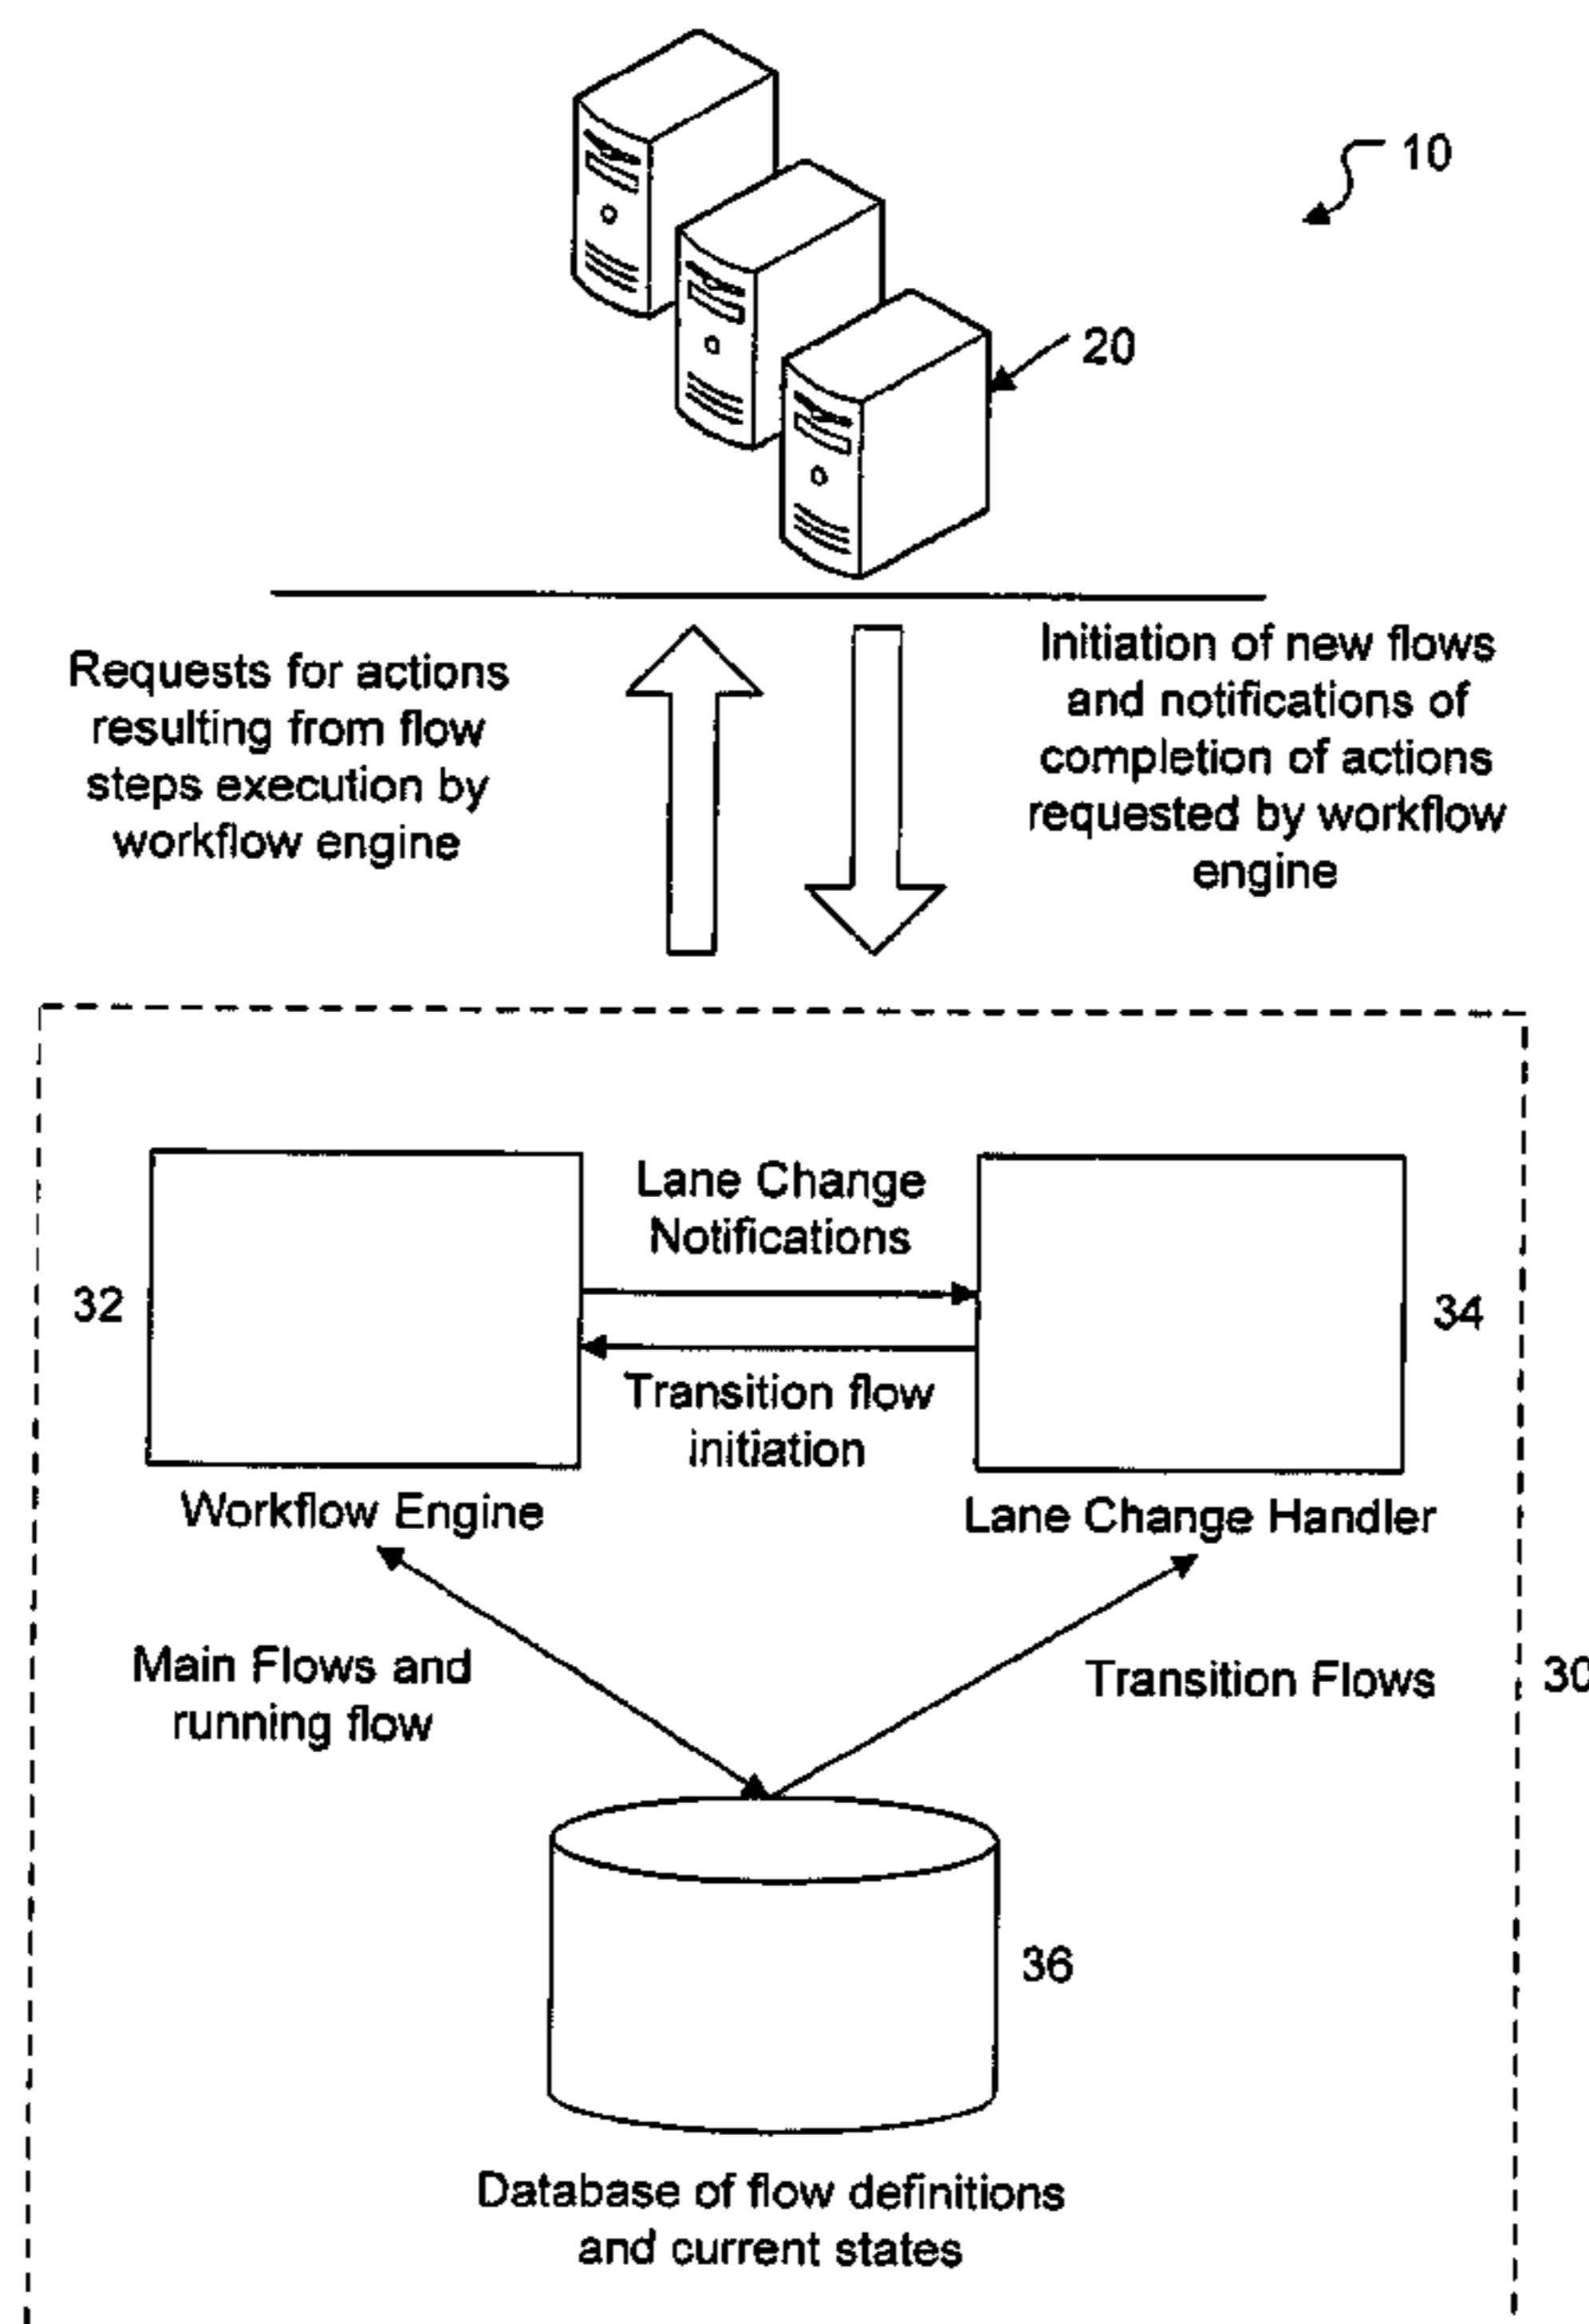 10
20
Requests for actions
resulting from flow
steps execution by
workflow engine
Initiation of new flows
and notifications of
completion of actions
requested by workflow
engine
Lane Change
Notifications
32
34
Transition flow
initiation
Workflow Engine
Lane Change Handler
Main Flows and
running flow
Transition Flows
30
36
Database of flow definitions
and current states